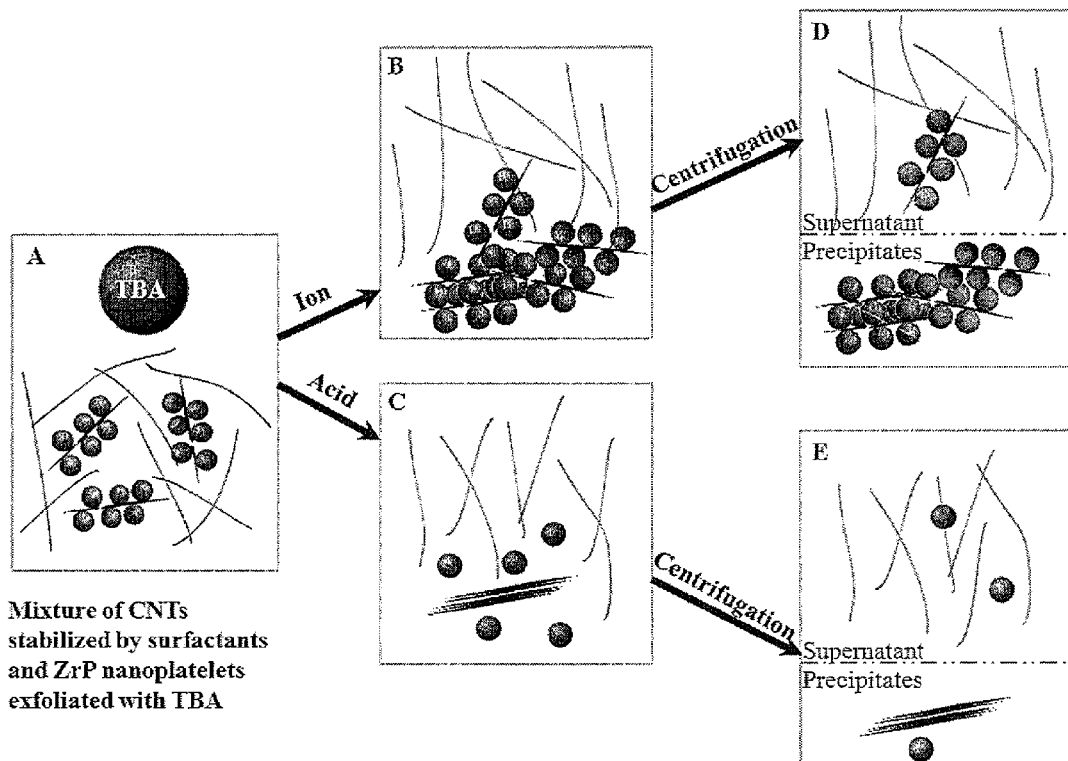 A
TBA
Mixture of CNTs
stabilized by surfactants
and ZrP nanoplatelets
exfoliated with TBA
Ion
Acid
B
C
Centrifugation
Centrifugation
D
Supernatant
Precipitates
E
Supernatant
Precipitates